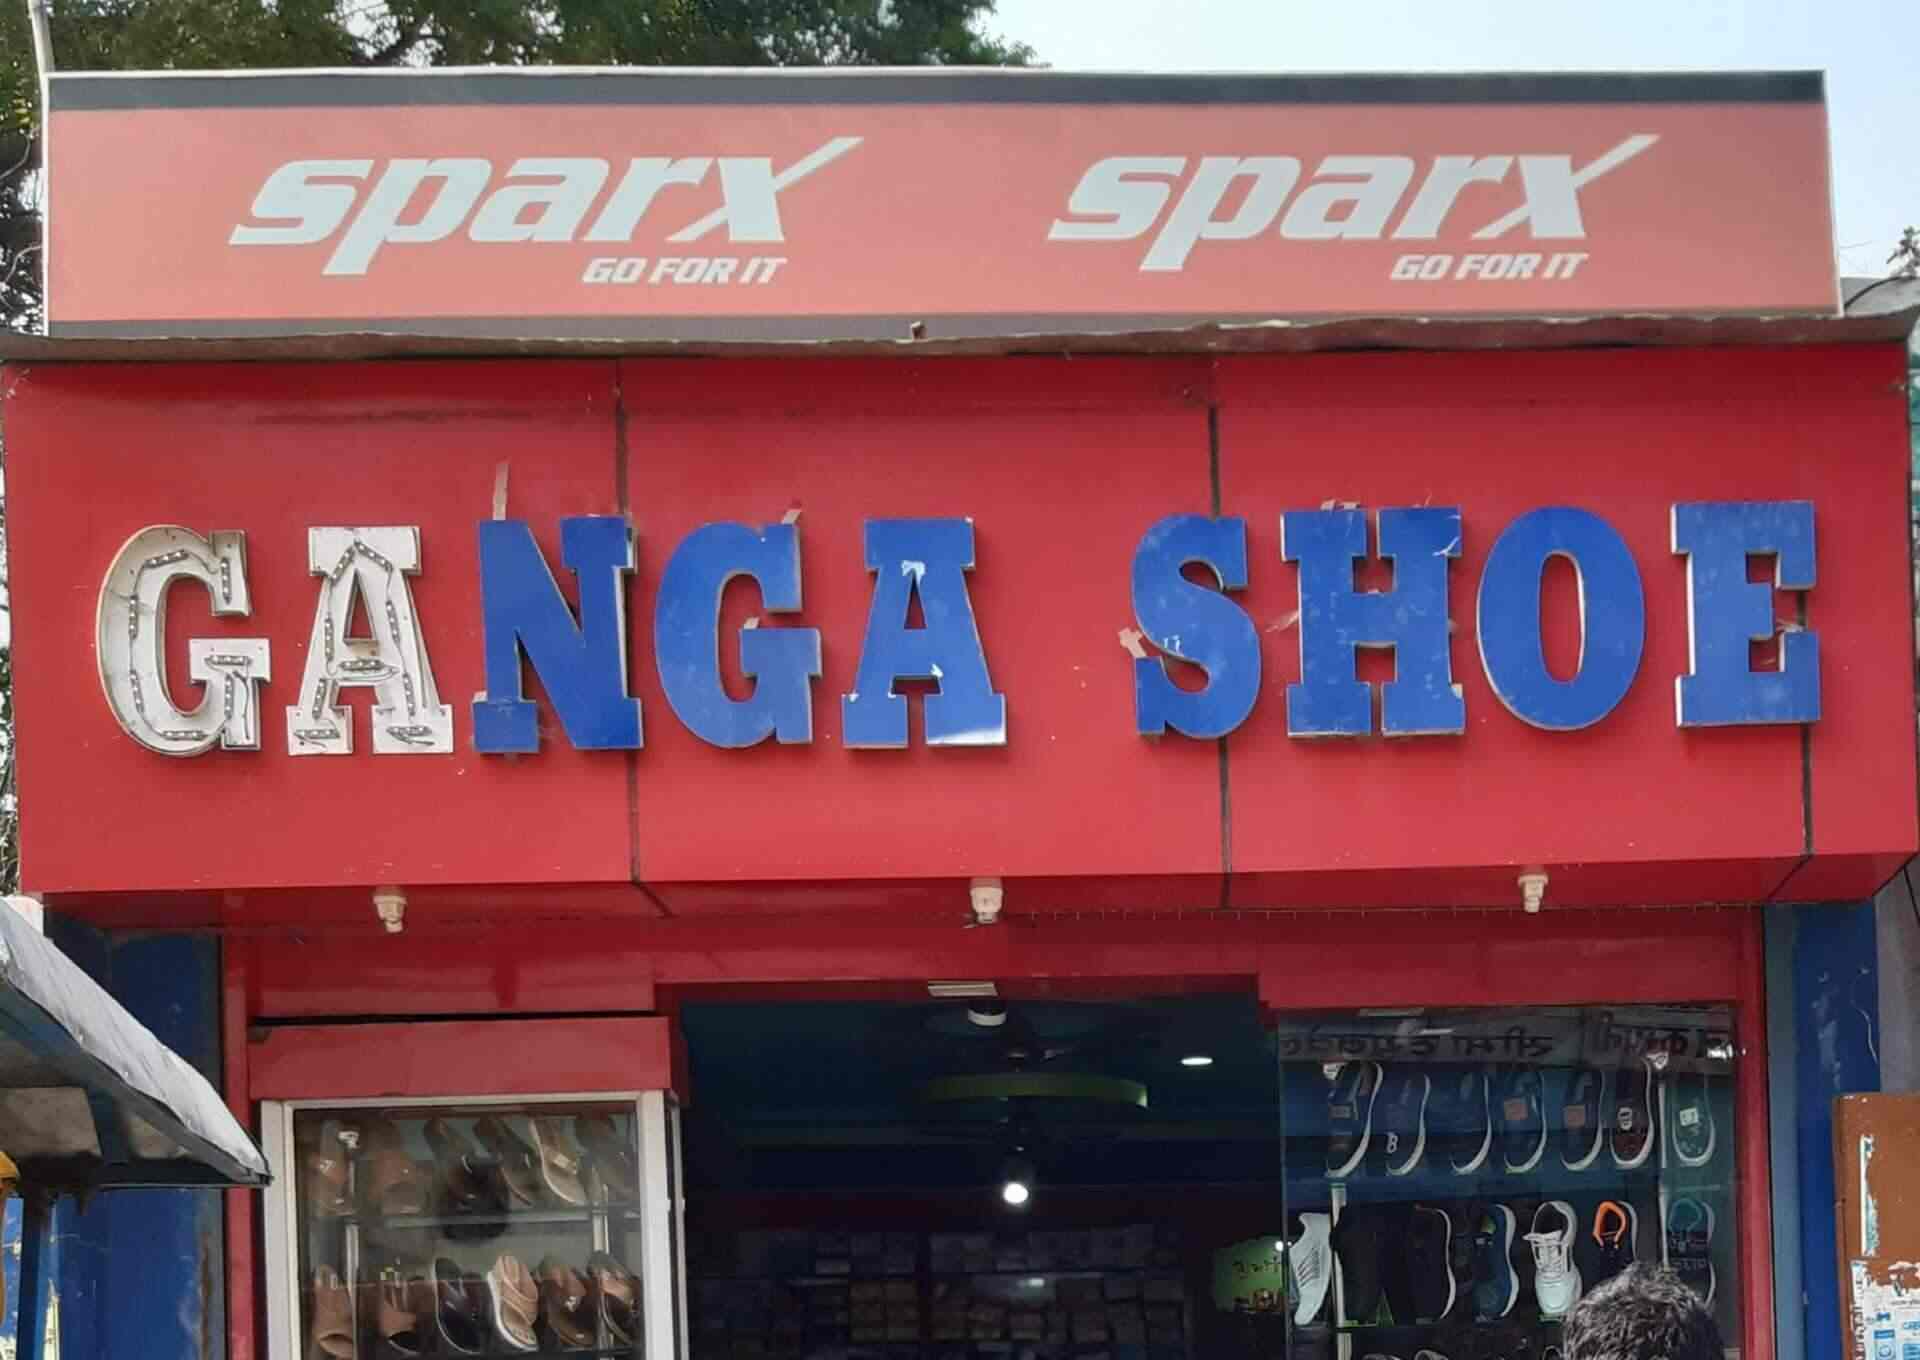 sparx sparx
GO FOR IT GO FOR IT
GANGA SHOE